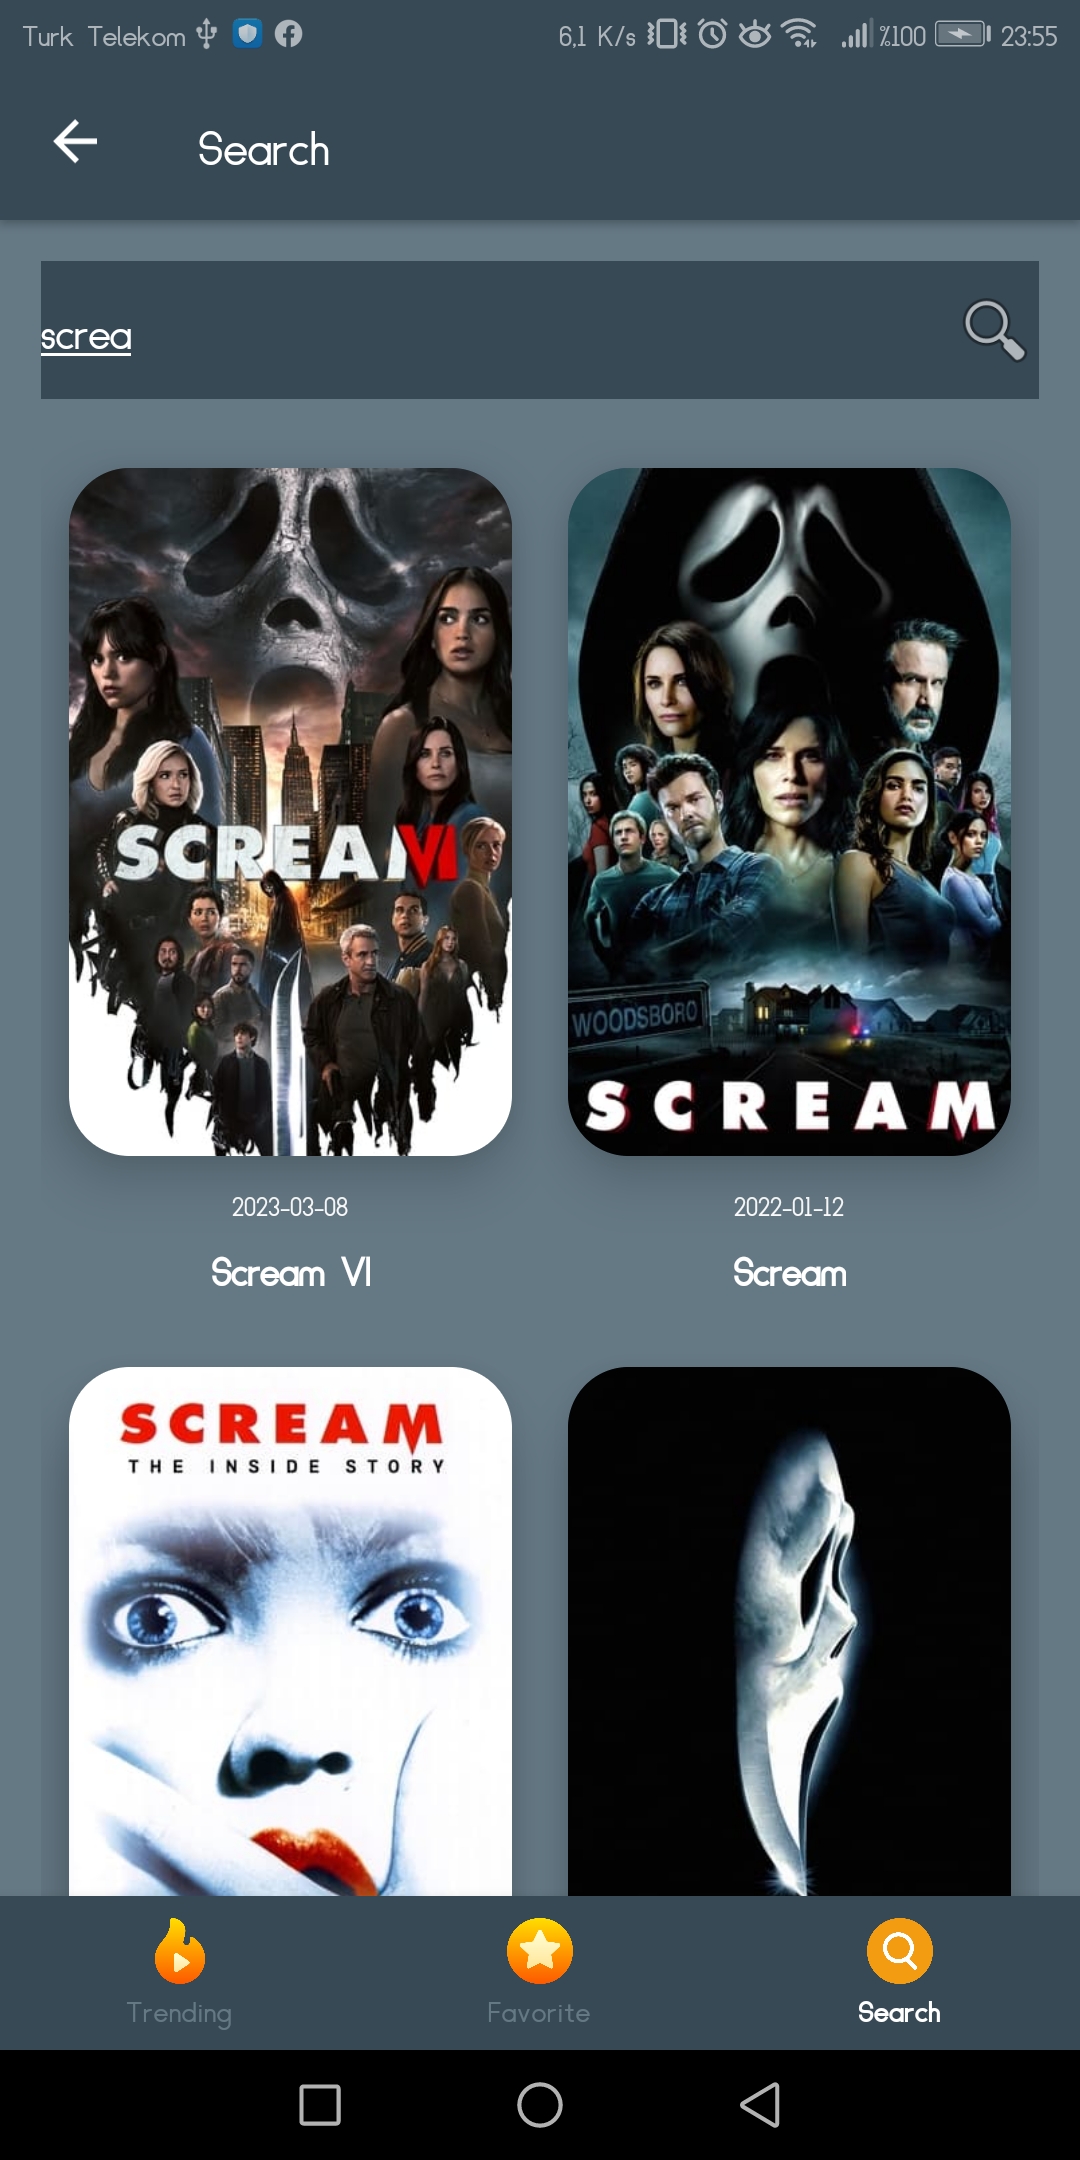 Turk Telekom 6,1 K/s %100 23:55
Search
screa
SCREAM VI
WOODSBORO
SCREAM
2023-03-08
2022-01-12
Scream VI
Scream
SCREAM
THE INSIDE STORY
Trending
Favorite
Search